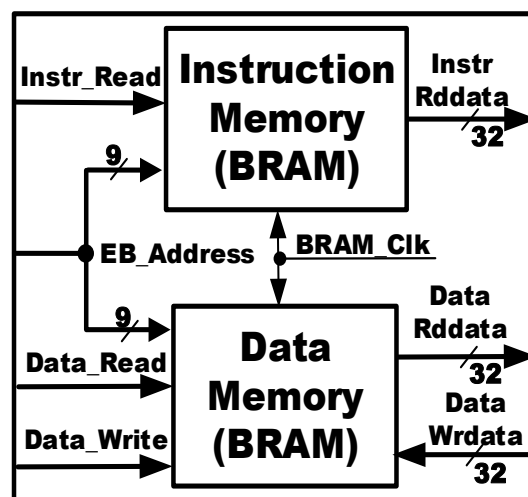 Instr_Read
Instruction
Memory
(BRAM)
Instr
Rddata
32
9
EB_Address
BRAM_Clk
9
Data_Read
Data_Write
Data
Memory
(BRAM)
Data
Rddata
32
Data
Wrdata
32